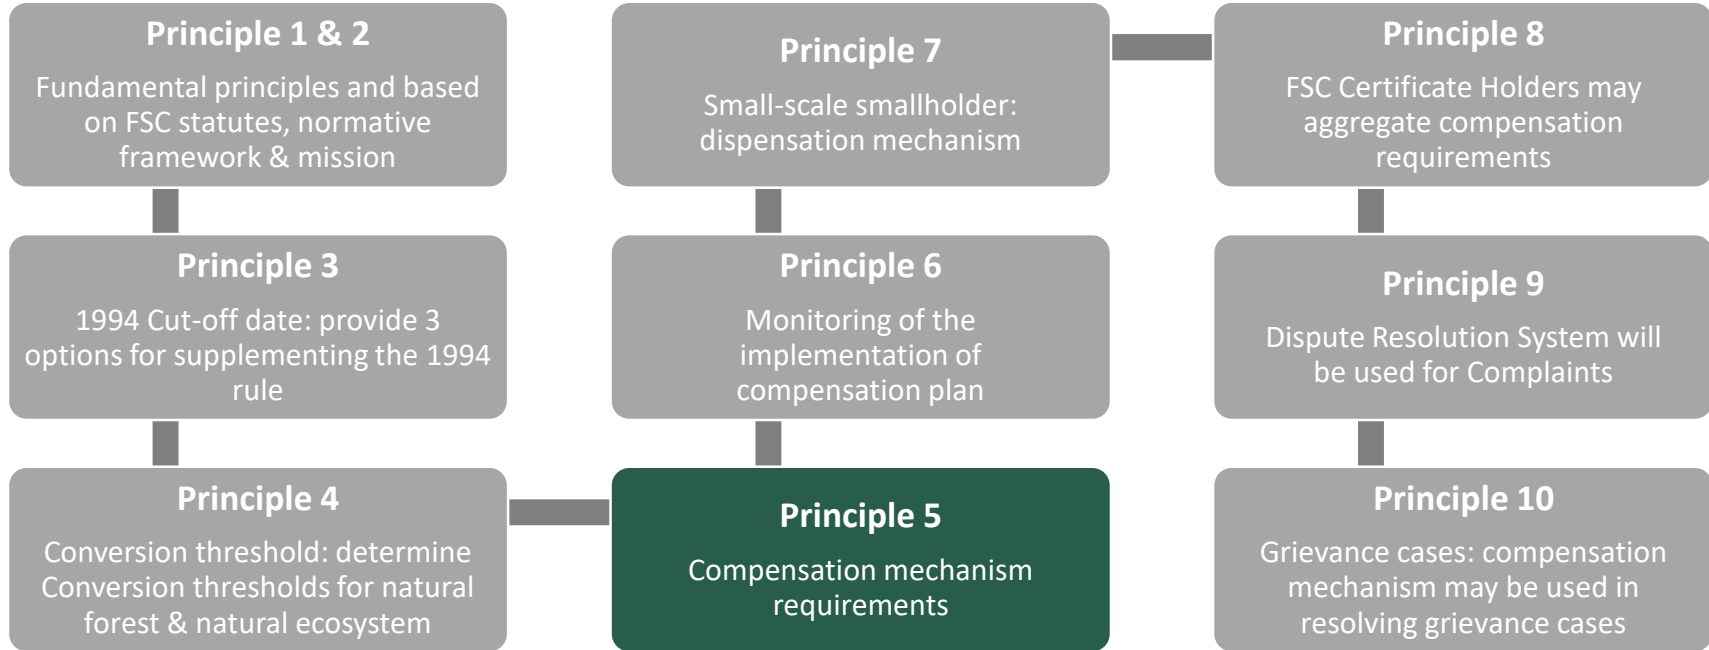 Principle 1 & 2
Fundamental principles and based
on FSC statutes, normative
framework & mission
Principle 3
1994 Cut-off date: provide 3
options for supplementing the 1994
rule
Principle 4
Conversion threshold: determine
Conversion thresholds for natural
forest & natural ecosystem
Principle 5
Compensation mechanism
requirements
Principle 6
Monitoring of the
implementation of
compensation plan
Principle 7
Small-scale smallholder:
dispensation mechanism
Principle 8
FSC Certificate Holders may
aggregate compensation
requirements
Principle 9
Dispute Resolution System will
be used for Complaints
Principle 10
Grievance cases: compensation
mechanism may be used in
resolving grievance cases